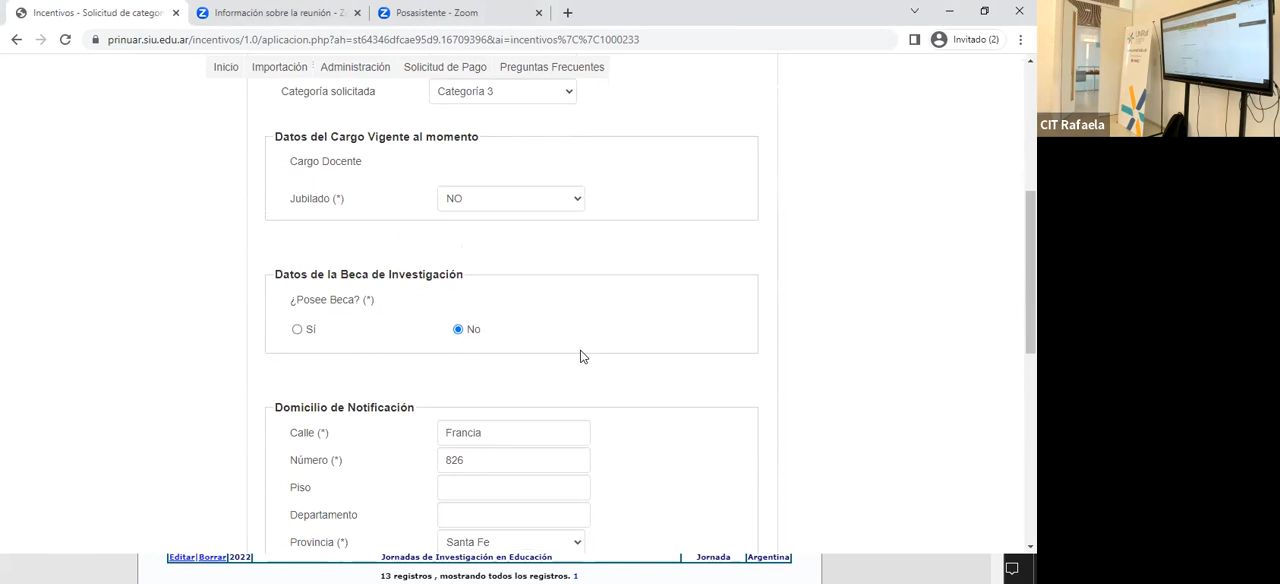 Incentivos - Solicitud de categor
Información sobre la reunión - Z
Posasistente - Zoom
prinuar.siu.edu.ar/incentivos/1.0/aplicacion.php?ah=st64346dfcae95d9.16709396&ai=incentivos%7C%7C1000233
Invitado (2)
Inicio Importación Administración Solicitud de Pago Preguntas Frecuentes
Categoría solicitada Categoría 3
Datos del Cargo Vigente al momento
Cargo Docente
Jubilado (*) NO
Datos de la Beca de Investigación
¿Posee Beca? (*)
Sí No
Domicilio de Notificación
Calle (*) Francia
Número (*) 826
Piso
Departamento
Provincia (*) Santa Fe
Editar|Borrar 2022 Jornadas de Investigación en Educación Jornada Argentina
13 registros , mostrando todos los registros. 1
CIT Rafaela